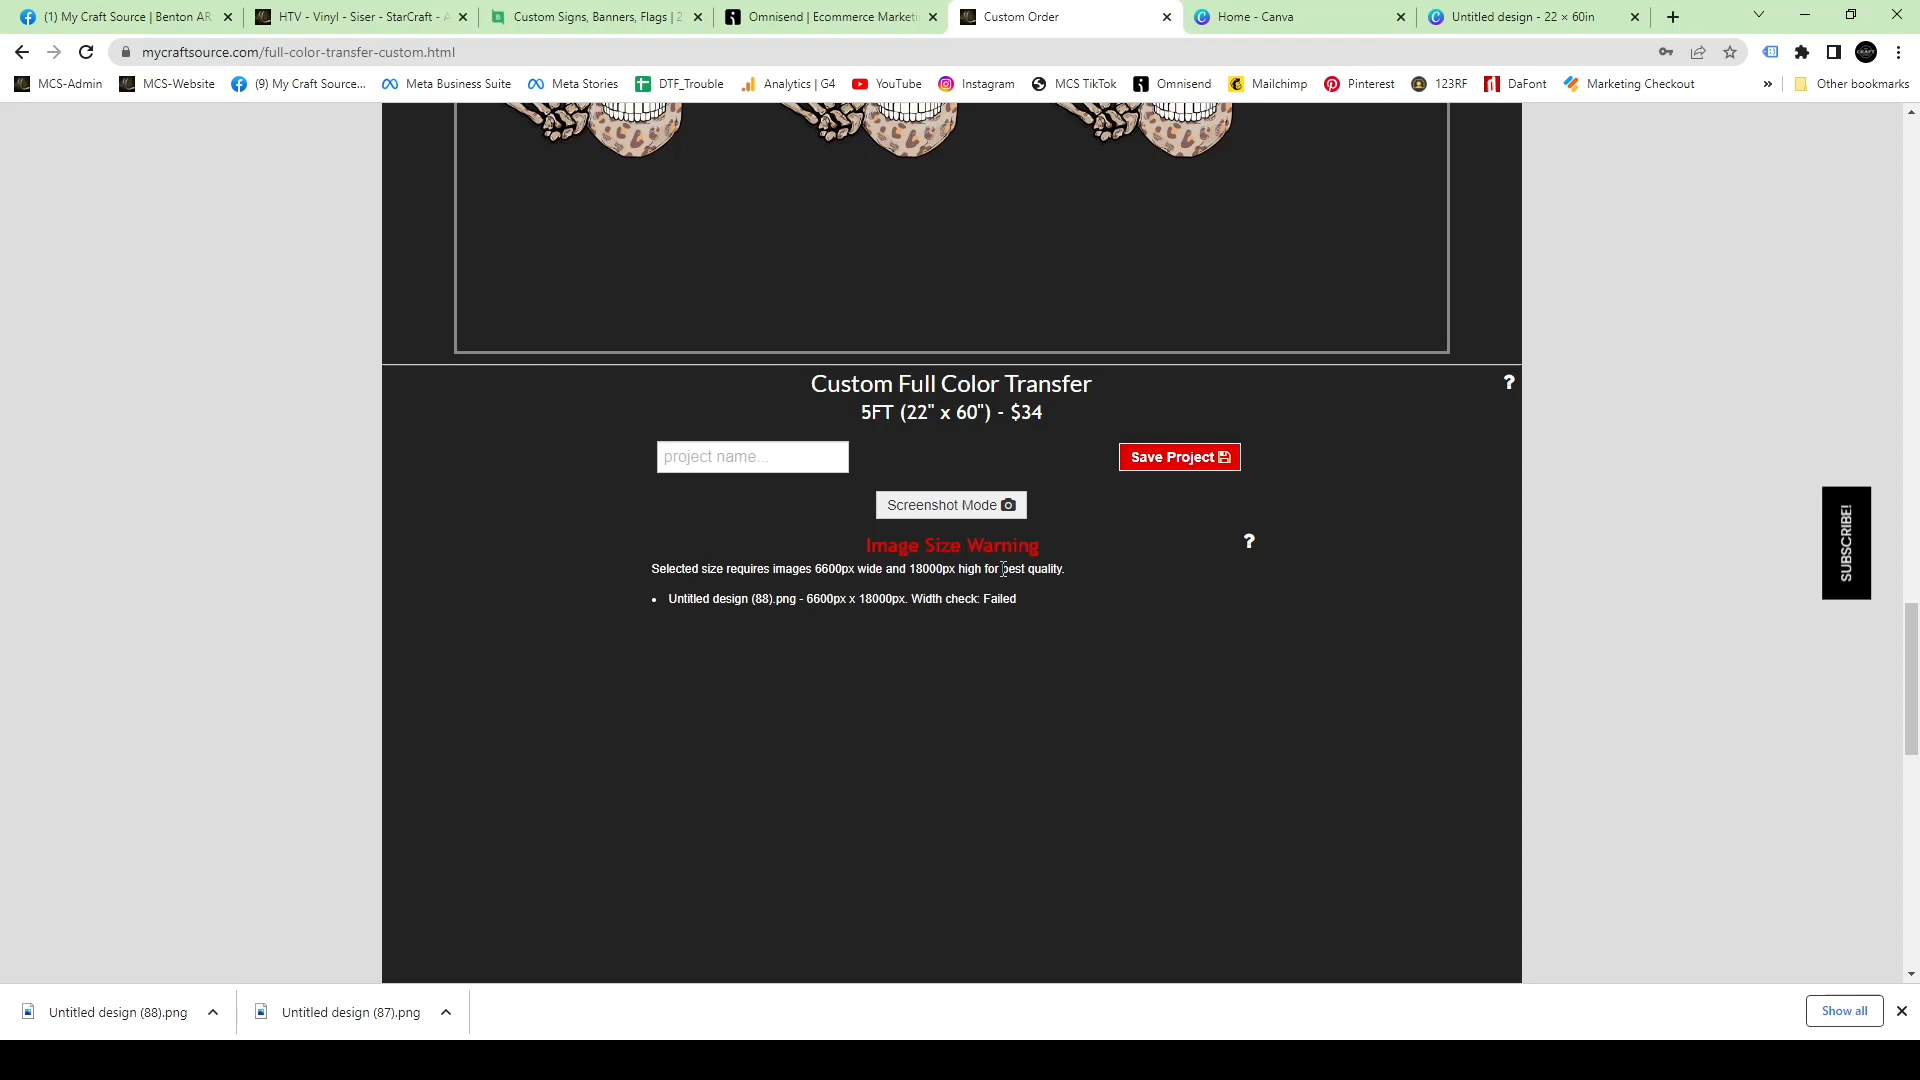 (1) My Craft Source | Benton AR
HTV - Vinyl - Siser - StarCraft - A
Custom Signs, Banners, Flags | 2
Omnisend | Ecommerce Marketi
Custom Order
Home - Canva
Untitled design - 22 × 60in
mycraftsource.com/full-color-transfer-custom.html
MCS-Admin
MCS-Website
(9) My Craft Source...
Meta Business Suite
Meta Stories
DTF_Trouble
Analytics | G4
YouTube
Instagram
MCS TikTok
Omnisend
Mailchimp
Pinterest
123RF
DaFont
Marketing Checkout
»
Other bookmarks
Custom Full Color Transfer
?
5FT (22" x 60") - $34
project name...
Save Project
Screenshot Mode
Image Size Warning
?
Selected size requires images 6600px wide and 18000px high for best quality.
• Untitled design (88).png - 6600px x 18000px. Width check: Failed
SUBSCRIBE!
Untitled design (88).png
Untitled design (87).png
Show all